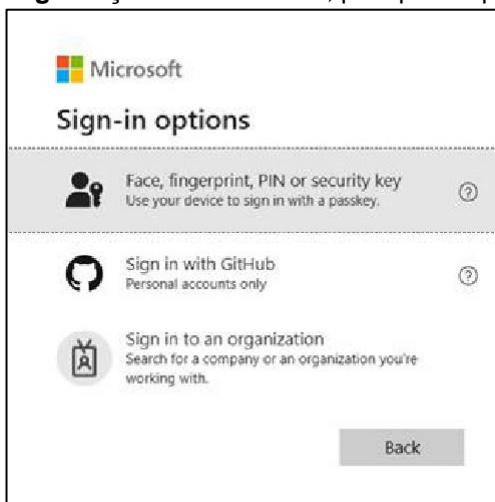 Microsoft
Sign-in options
Face, fingerprint, PIN or security key
Use your device to sign in with a passkey.
Sign in with GitHub
Personal accounts only
Sign in to an organization
Search for a company or an organization you're
working with.
Back